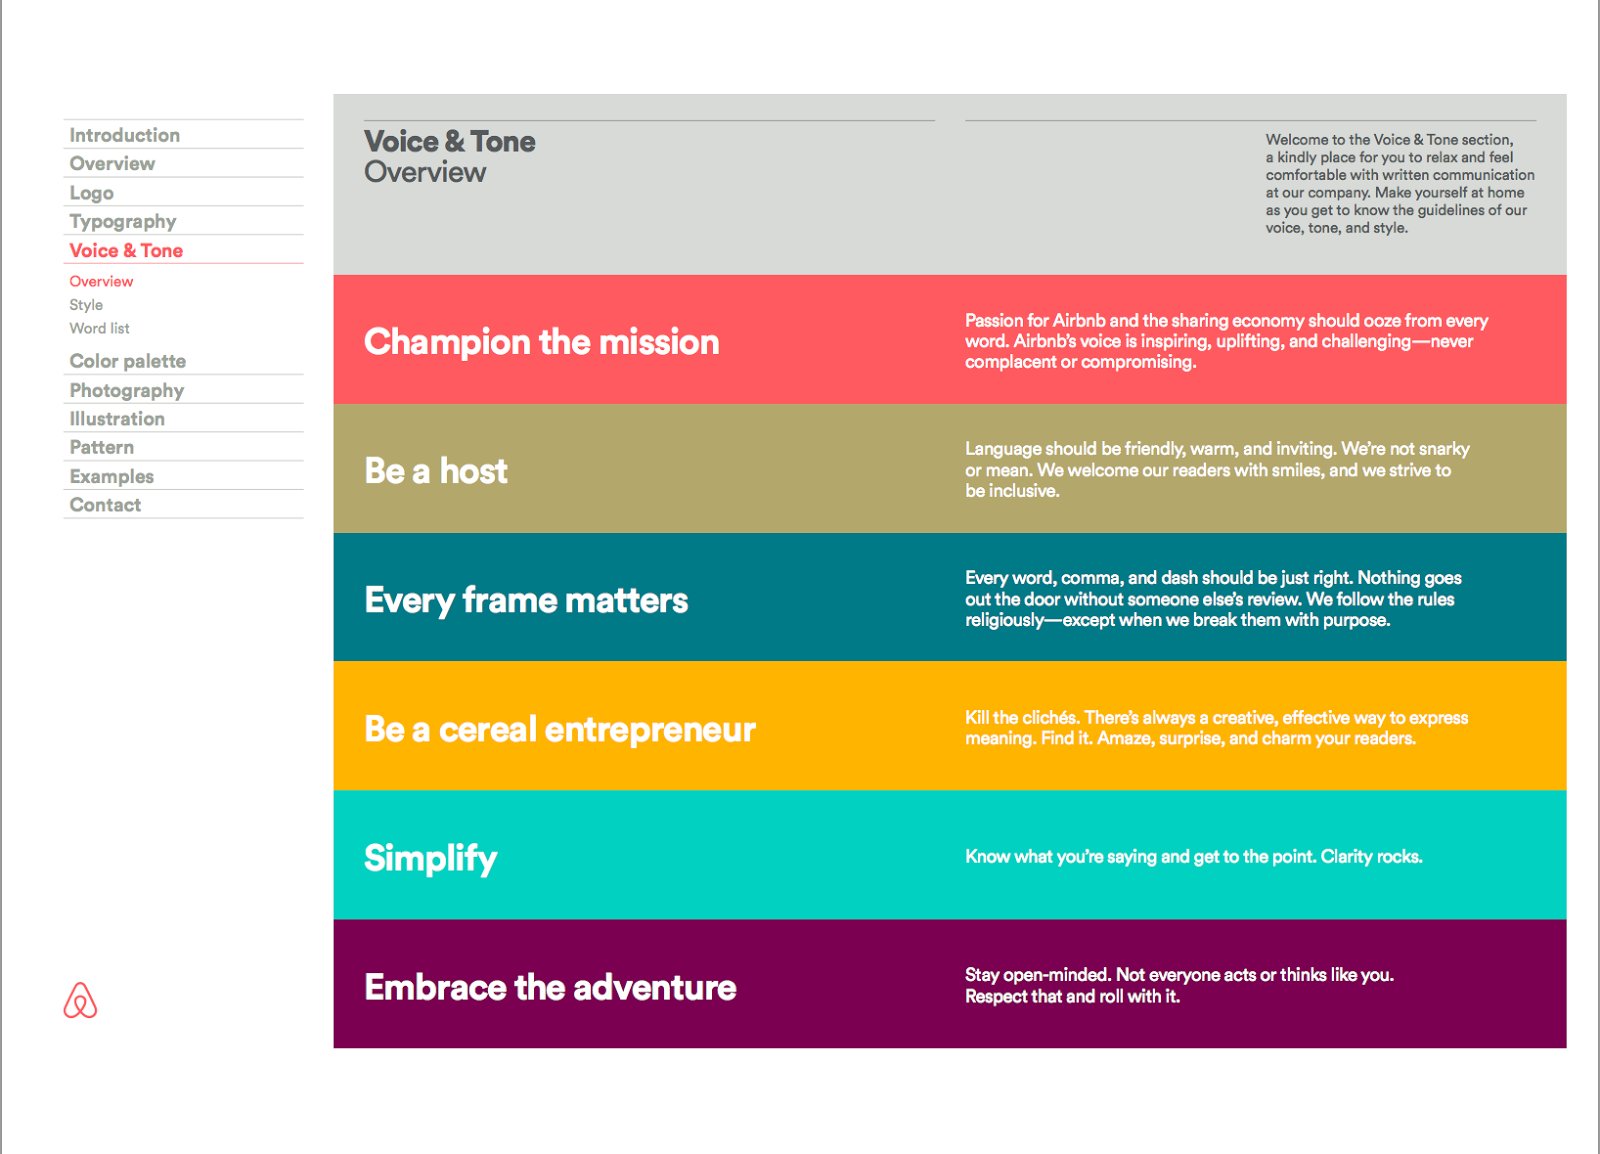 Introduction
Overview
Logo
Typography
Voice & Tone
Overview
Style
Word list
Color palette
Photography
Illustration
Pattern
Examples
Contact
Voice & Tone
Overview
Welcome to the Voice & Tone section,
a kindly place for you to relax and feel
comfortable with written communication
at our company. Make yourself at home
as you get to know the guidelines of our
voice, tone, and style.
Champion the mission
Passion for Airbnb and the sharing economy should ooze from every
word. Airbnb’s voice is inspiring, uplifting, and challenging—never
complacent or compromising.
Be a host
Language should be friendly, warm, and inviting. We’re not snarky
or mean. We welcome our readers with smiles, and we strive to
be inclusive.
Every frame matters
Every word, comma, and dash should be just right. Nothing goes
out the door without someone else’s review. We follow the rules
religiously—except when we break them with purpose.
Be a cereal entrepreneur
Kill the clichés. There’s always a creative, effective way to express
meaning. Find it. Amaze, surprise, and charm your readers.
Simplify
Know what you’re saying and get to the point. Clarity rocks.
Embrace the adventure
Stay open-minded. Not everyone acts or thinks like you.
Respect that and roll with it.